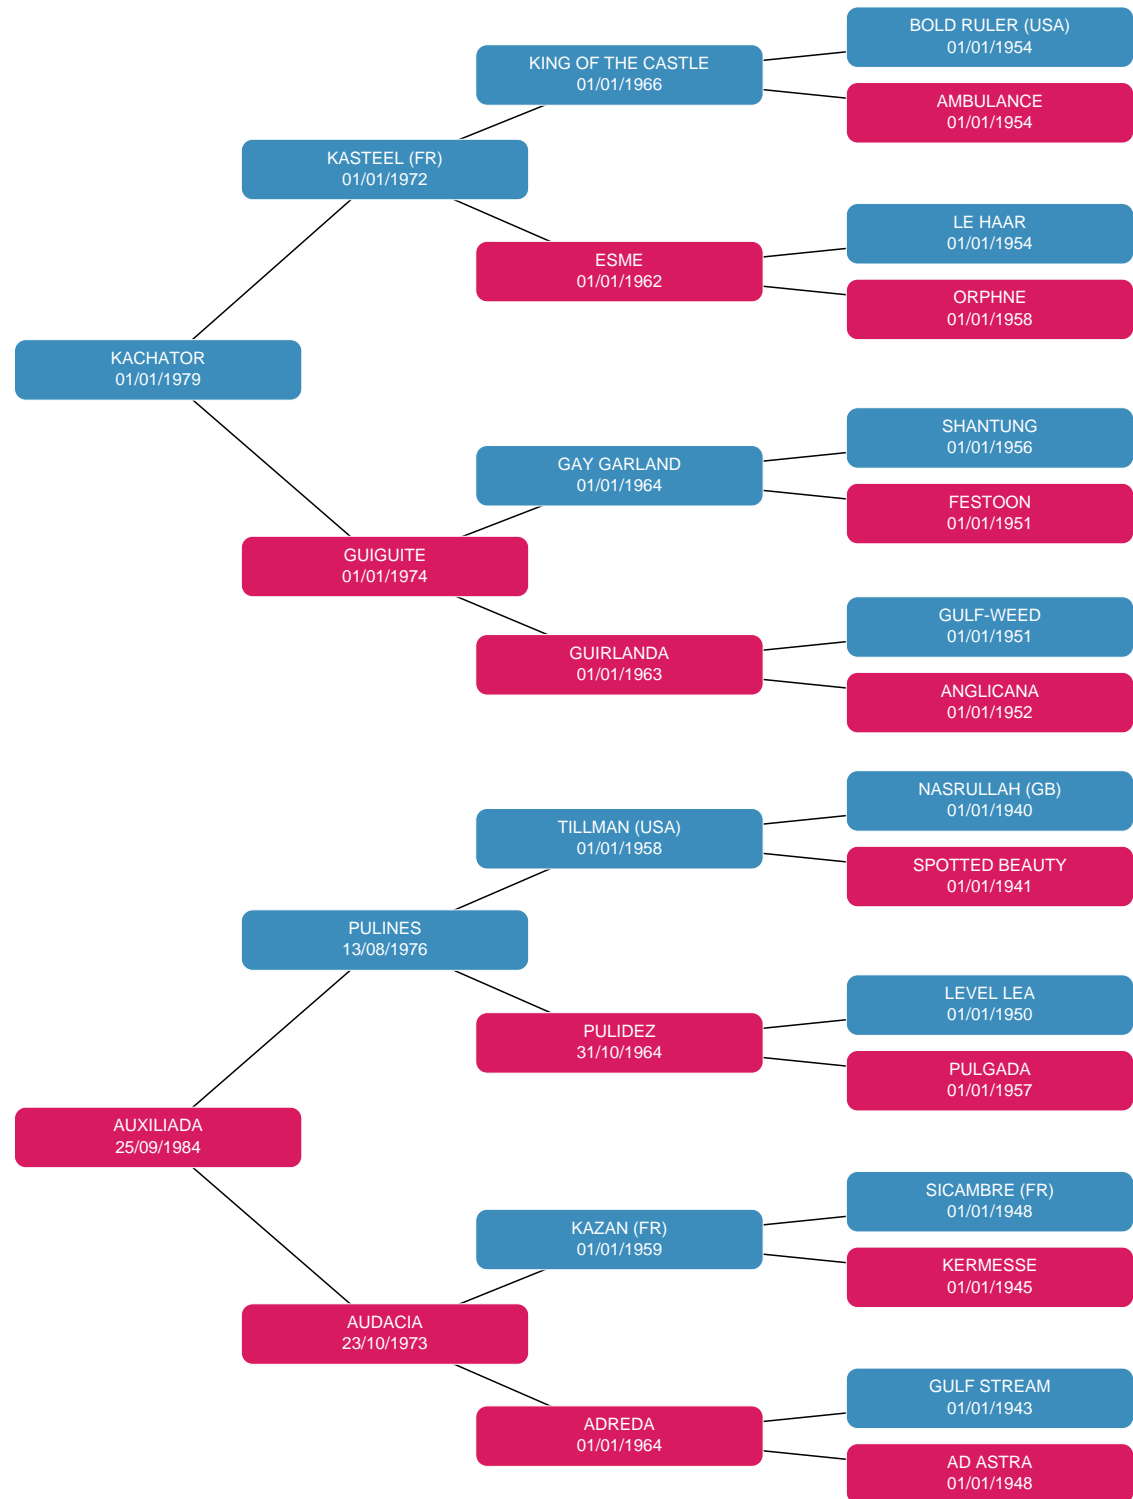 BOLD RULER (USA)
01/01/1954
KING OF THE CASTLE
01/01/1966
AMBULANCE
01/01/1954
KASTEEL (FR)
01/01/1972
LE HAAR
01/01/1954
ESME
01/01/1962
ORPHNE
01/01/1958
KACHATOR
01/01/1979
SHANTUNG
01/01/1956
GAY GARLAND
01/01/1964
FESTOON
01/01/1951
GUIGUITE
01/01/1974
GULF-WEED
01/01/1951
GUIRLANDA
01/01/1963
ANGLICANA
01/01/1952
NASRULLAH (GB)
01/01/1940
TILLMAN (USA)
01/01/1958
SPOTTED BEAUTY
01/01/1941
PULINES
13/08/1976
LEVEL LEA
01/01/1950
PULIDEZ
31/10/1964
PULGADA
01/01/1957
AUXILIADA
25/09/1984
SICAMBRE (FR)
01/01/1948
KAZAN (FR)
01/01/1959
KERMESSE
01/01/1945
AUDACIA
23/10/1973
GULF STREAM
01/01/1943
ADREDA
01/01/1964
AD ASTRA
01/01/1948